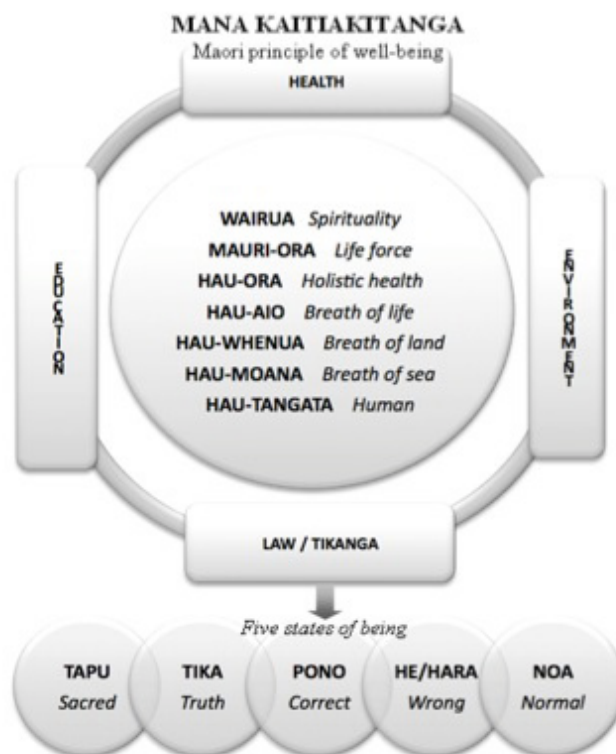 MANA KAITIAKITANGA
Maori principle of well-being
HEALTH
EDUCATION
WAIRUA Spirituality
MAURI-ORA Life force
HAU-ORA Holistic health
HAU-AIO Breath of life
HAU-WHENUA Breath of land
HAU-MOANA Breath of sea
HAU-TANGATA Human
ENVIRONMENT
LAW / TIKANGA
Five states of being
TAPU
Sacred
TIKA
Truth
PONO
Correct
HE/HARA
Wrong
NOA
Normal